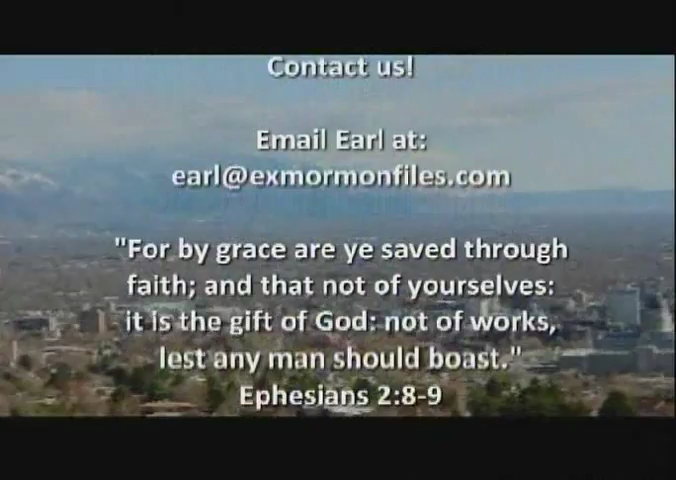 Contact us!
Email Earl at:
earl@exmormonfiles.com
"For by grace are ye saved through
faith; and that not of yourselves:
it is the gift of God: not of works,
lest any man should boast."
Ephesians 2:8-9